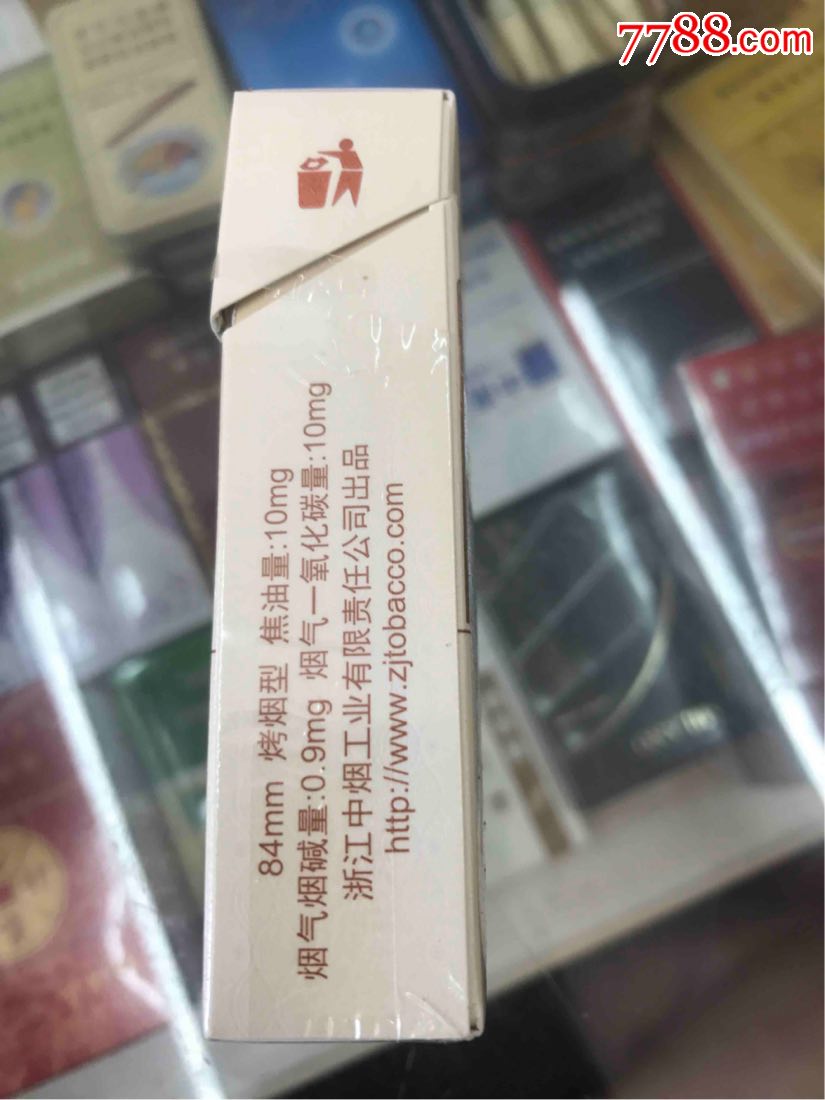 7788.com
84mm 烤烟型 焦油量:10mg
烟气烟碱量:0.9mg 烟气一氧化碳量:10mg
浙江中烟工业有限责任公司出品
http://www.zjtobacco.com